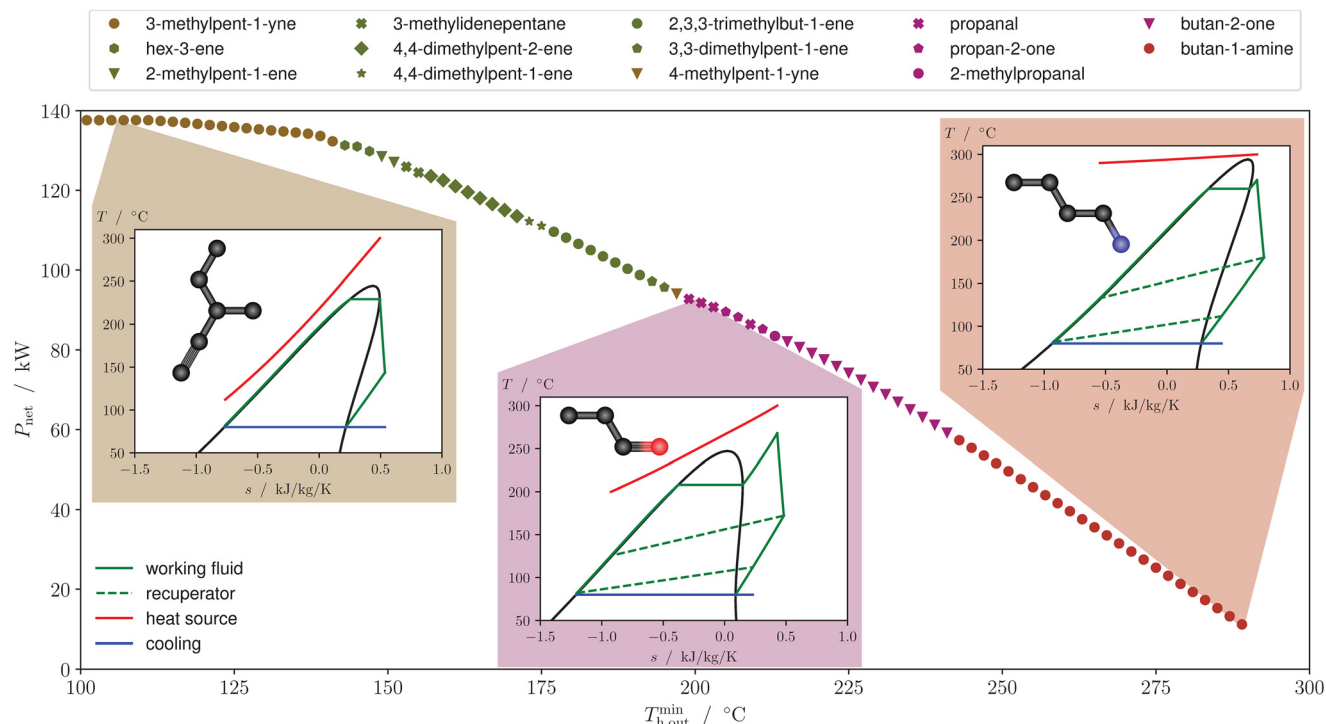 3-methylpent-1-yne
hex-3-ene
2-methylpent-1-ene
3-methylidenepentane
4,4-dimethylpent-2-ene
4,4-dimethylpent-1-ene
2,3,3-trimethylbut-1-ene
3,3-dimethylpent-1-ene
4-methylpent-1-yne
propanal
propan-2-one
2-methylpropanal
butan-2-one
butan-1-amine
140
120
100
80
60
40
20
0
P_net / kW
T / °C
300
250
200
150
100
50
−1.5 −1.0 −0.5 0.0 0.5 1.0
s / kJ/kg/K
T / °C
300
250
200
150
100
50
−1.5 −1.0 −0.5 0.0 0.5 1.0
s / kJ/kg/K
T / °C
300
250
200
150
100
50
−1.5 −1.0 −0.5 0.0 0.5 1.0
s / kJ/kg/K
working fluid
recuperator
heat source
cooling
100 125 150 175 200 225 250 275 300
T_h,out^min / °C